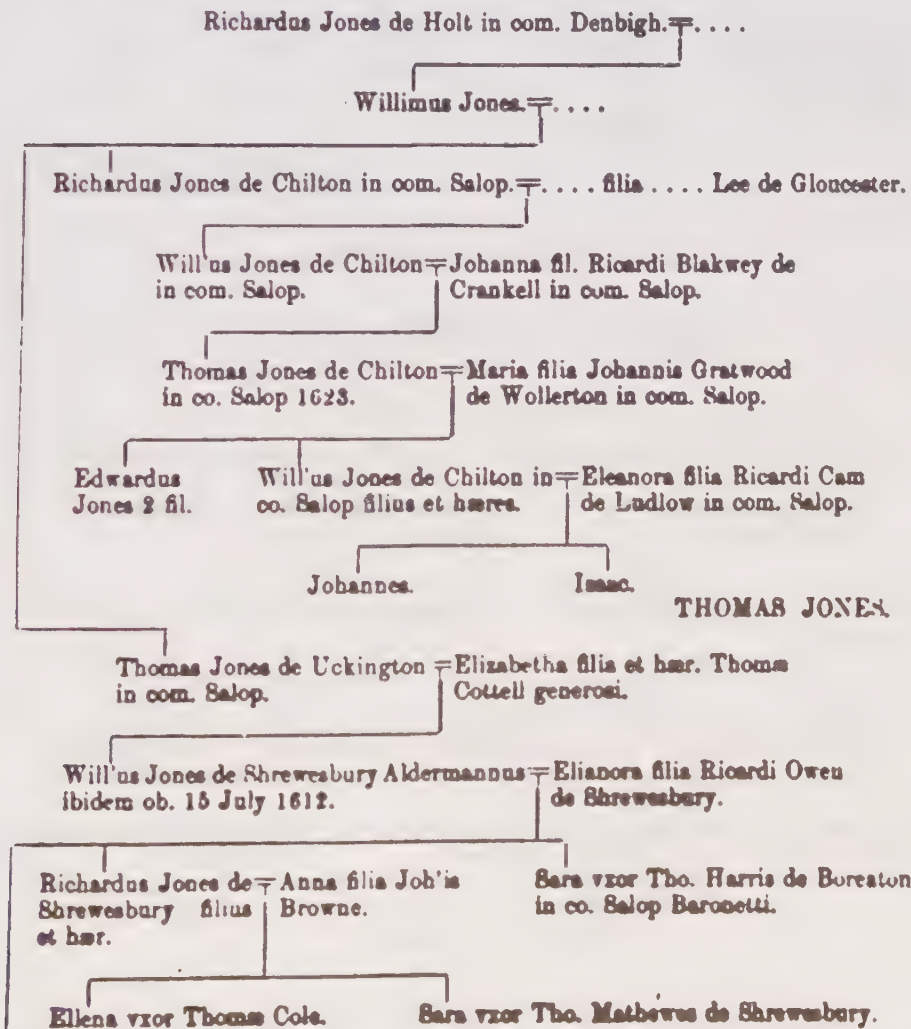 Richardus Jones de Holt in com. Denbigh.=. . . .
Willimus Jones.=. . . .
Richardus Jones de Chilton in com. Salop.=. . . . filia . . . . Lee de Gloucester.
Will'us Jones de Chilton=Johanna fil. Ricardi Blakwey de
in com. Salop. Crankell in com. Salop.
Thomas Jones de Chilton=Maria filia Johannis Gratwood
in co. Salop 1623. de Wollerton in com. Salop.
Edwardus Will'us Jones de Chilton in=Eleanora filia Ricardi Cam
Jones 2 fil. co. Salop filius et hæres. de Ludlow in com. Salop.
Johannes. Isaac.
THOMAS JONES.
Thomas Jones de Uckington =Elizabetha filia et hær. Thomæ
in com. Salop. Cottell generosi.
Will'us Jones de Shrewesbury Aldermannus=Elianora filia Ricardi Owen
ibidem ob. 15 July 1612. de Shrewesbury.
Richardus Jones de= Anna filia Joh'is Sara vxor Tho. Harris de Boreaton
Shrewesbury filius Browne. in co. Salop Baronetti.
et hær.
Ellena vxor Thomæ Cole. Sara vxor Tho. Mathewes de Shrewesbury.